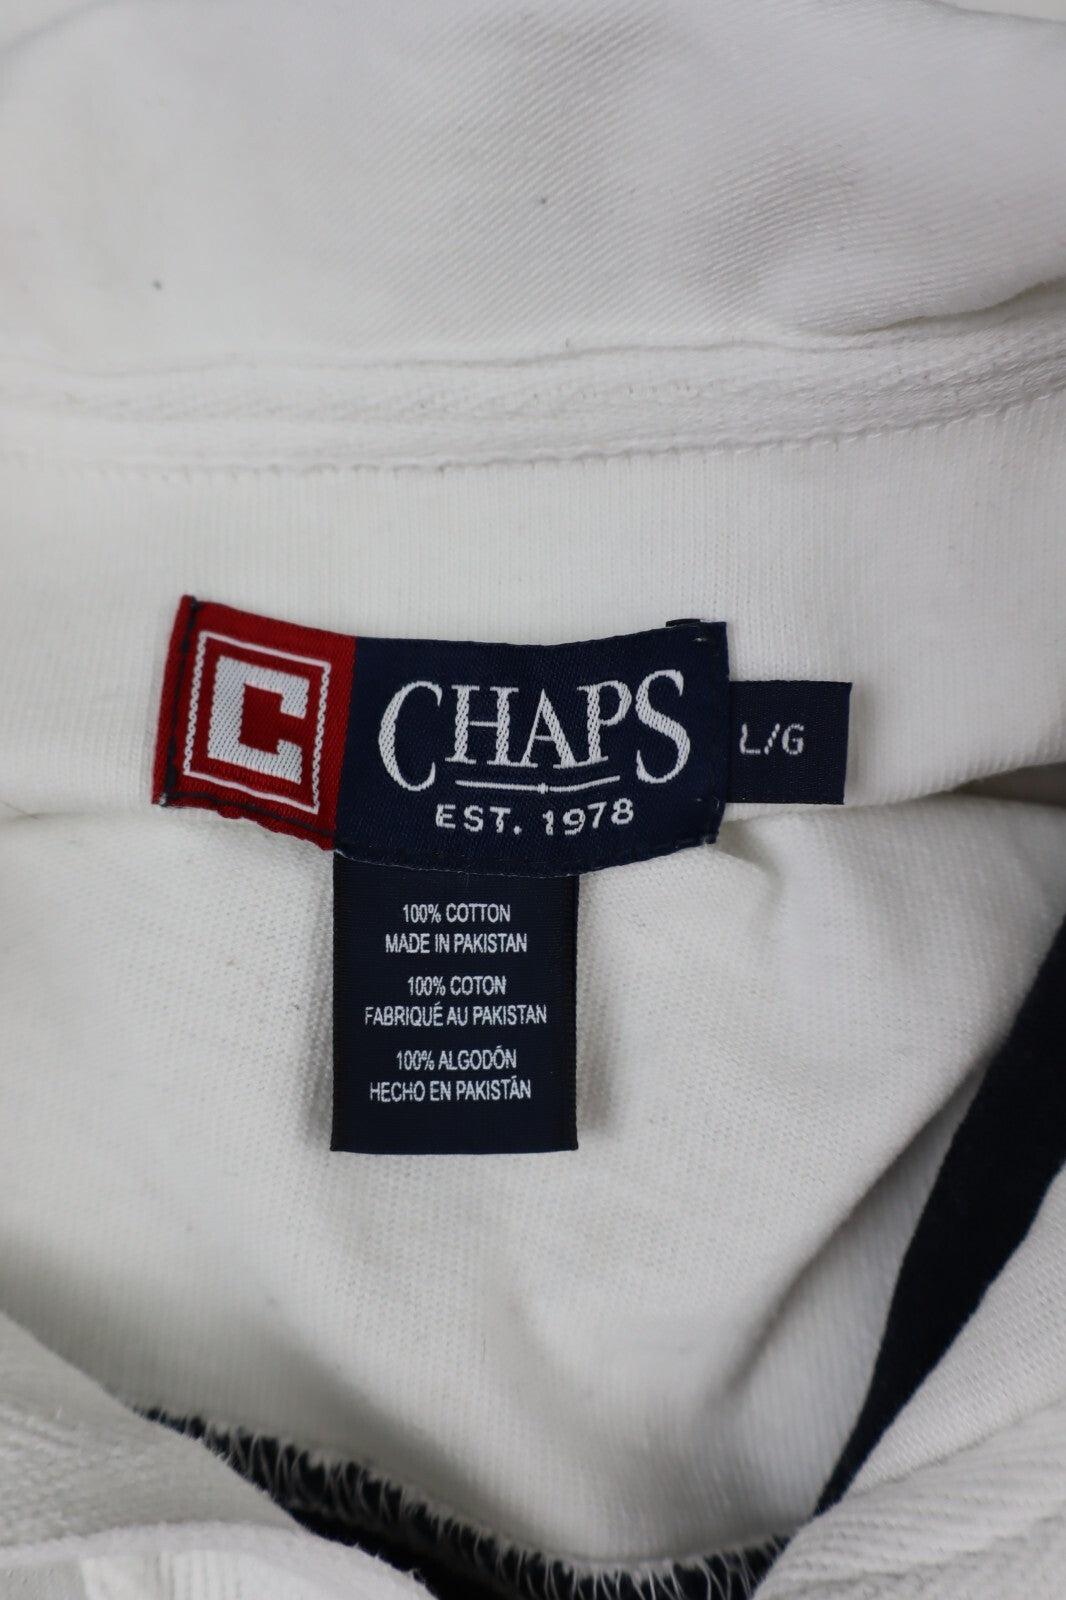 C
CHAPS
EST. 1978
L/G
100% COTTON
MADE IN PAKISTAN
100% COTON
FABRIQUÉ AU PAKISTAN
100% ALGODÓN
HECHO EN PAKISTÁN